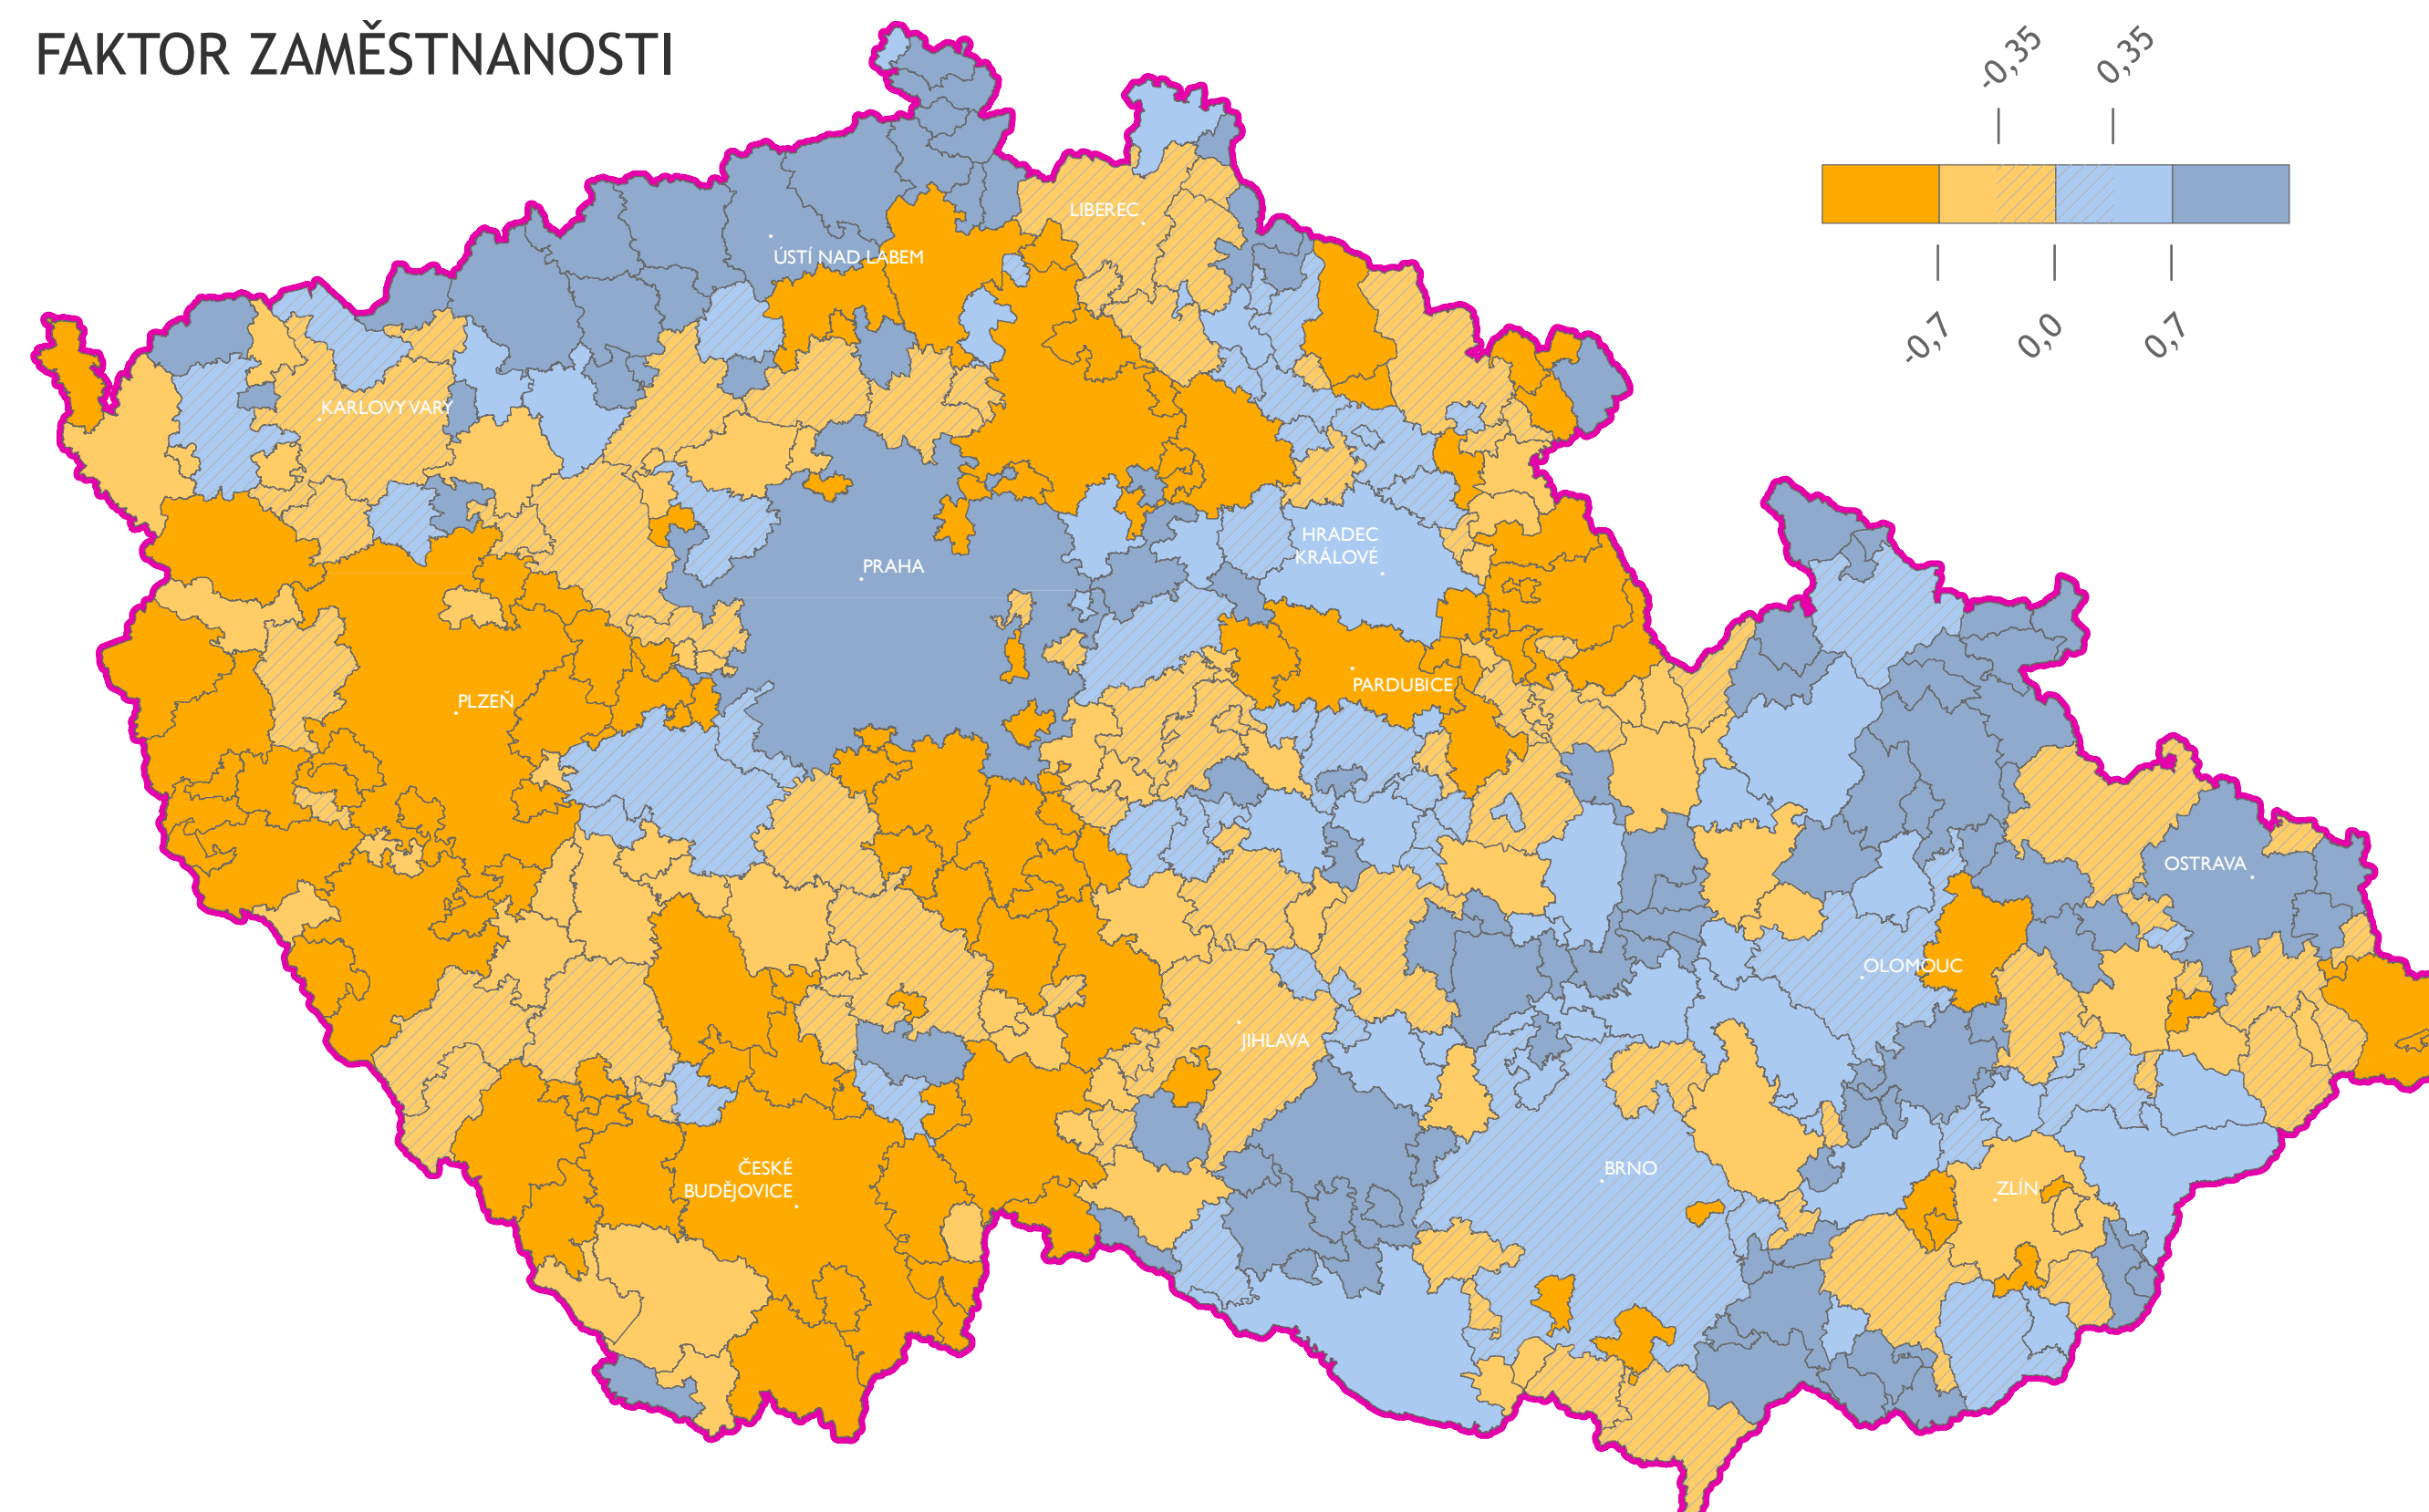 FAKTOR ZAMĚSTNANOSTI
-0,35
0,35
-0,7
0,0
0,7
LIBEREC
ÚSTÍ NAD LABEM
KARLOVY VARY
HRADEC
KRÁLOVÉ
PRAHA
PARDUBICE
PLZEŇ
OSTRAVA
OLOMOUC
JIHLAVA
ČESKÉ
BUDĚJOVICE
BRNO
ZLÍN